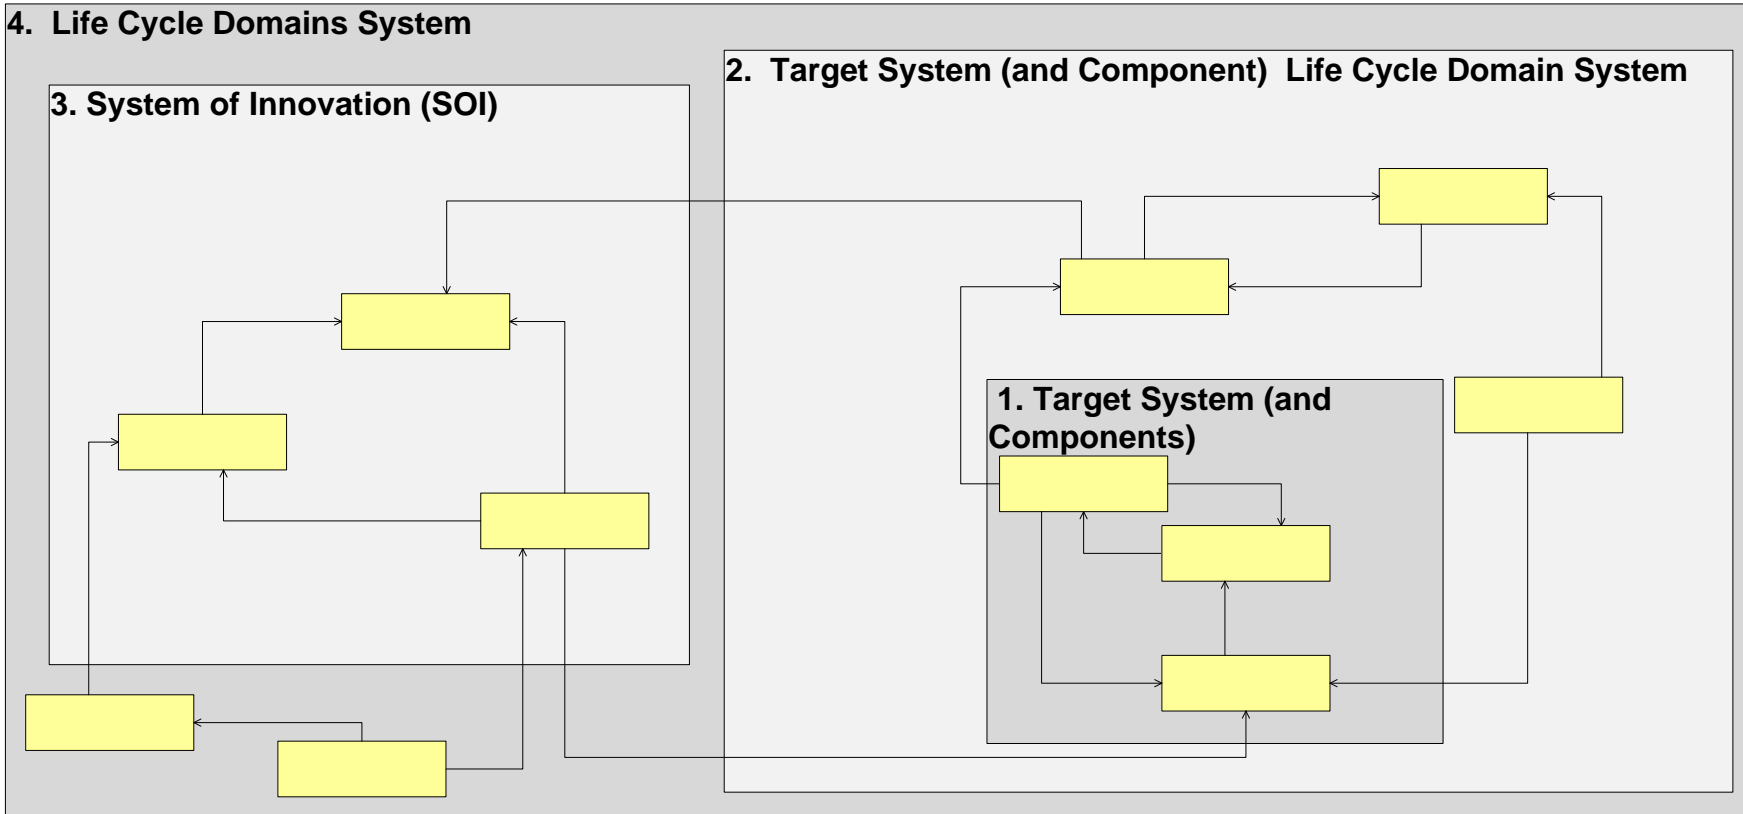 4. Life Cycle Domains System
2. Target System (and Component) Life Cycle Domain System
3. System of Innovation (SOI)
1. Target System (and
Components)